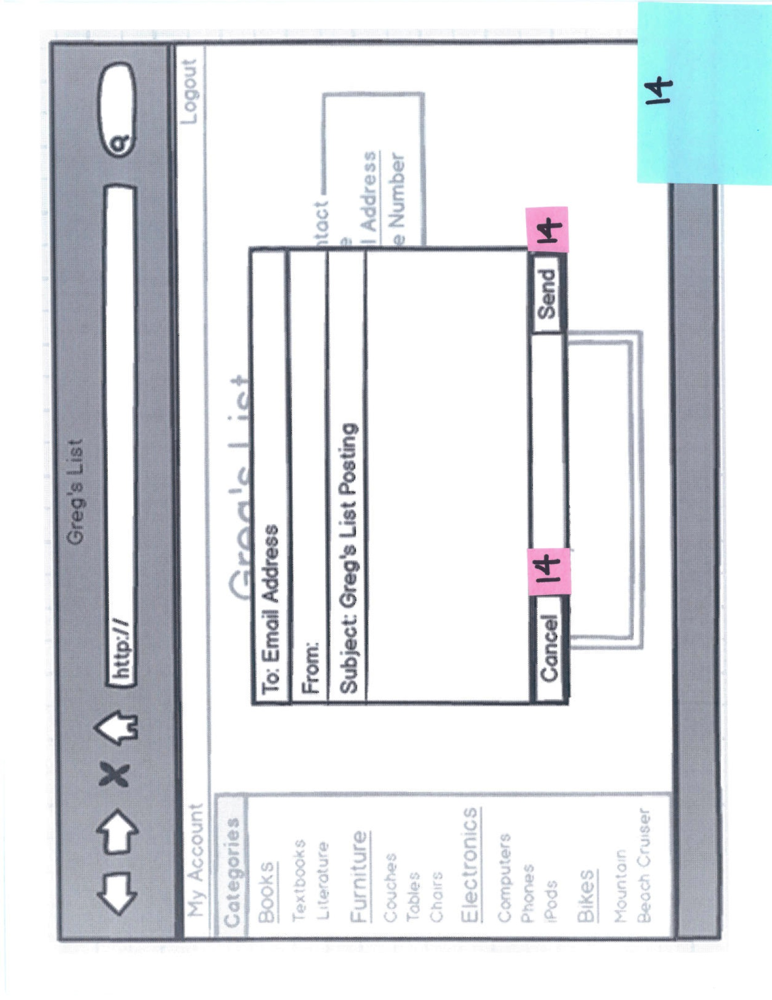 Greg's List
http://
My Account
Logout
Categories
Books
Textbooks
Literature
Furniture
Couches
Tables
Chairs
Electronics
Computers
Phones
iPods
Bikes
Mountain
Beach Cruiser
Greg's List
ntact
e
l Address
e Number
To: Email Address
From:
Subject: Greg's List Posting
Cancel
14
Send
14
14